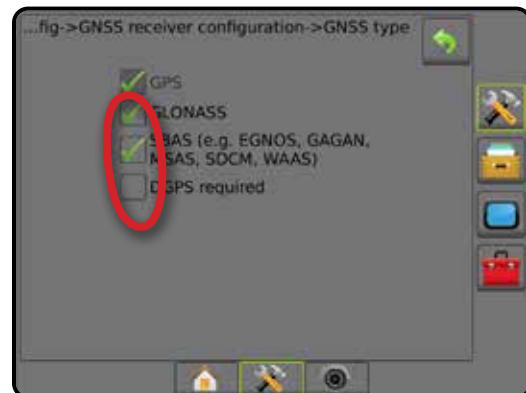 ...fig->GNSS receiver configuration->GNSS type
GPS
GLONASS
SBAS (e.g. EGNOS, GAGAN,
MSAS, SDCM, WAAS)
DGPS required